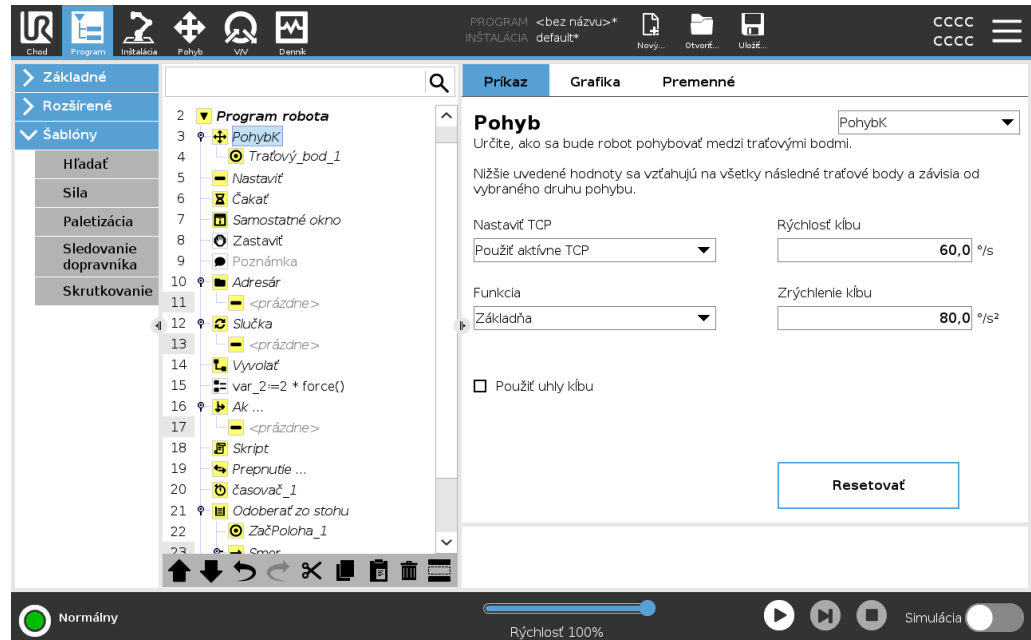 UR
PROGRAM <bez názvu>*
INŠTALÁCIA default*
Chod
Program
Inštalácia
Pohyb
V/V
Denník
Nový...
Otvoriť...
Uložiť...
CCCC
CCCC
Základné
Rozšírené
Šablóny
Hľadať
Sila
Paletizácia
Sledovanie
dopravníka
Skrutkovanie
2 Program robota
3 PohybK
4 Traťový_bod_1
5 Nastaviť
6 Čakať
7 Samostatné okno
8 Zastaviť
9 Poznámka
10 Adresár
11 <prázdne>
12 Slučka
13 <prázdne>
14 Vyvolať
15 var_2:=2 * force()
16 Ak ...
17 <prázdne>
18 Skript
19 Prepnutie ...
20 časovač_1
21 Odoberať zo stohu
22 ZačPoloha_1
23 Smer
Príkaz
Grafika
Premenné
Pohyb
PohybK
Určite, ako sa bude robot pohybovať medzi traťovými bodmi.
Nižšie uvedené hodnoty sa vzťahujú na všetky následné traťové body a závisia od
vybraného druhu pohybu.
Nastaviť TCP
Rýchlosť kĺbu
Použiť aktívne TCP
60,0 °/s
Funkcia
Zrýchlenie kĺbu
Základňa
80,0 °/s²
Použiť uhly kĺbu
Resetovať
Normálny
Rýchlosť 100%
Simulácia